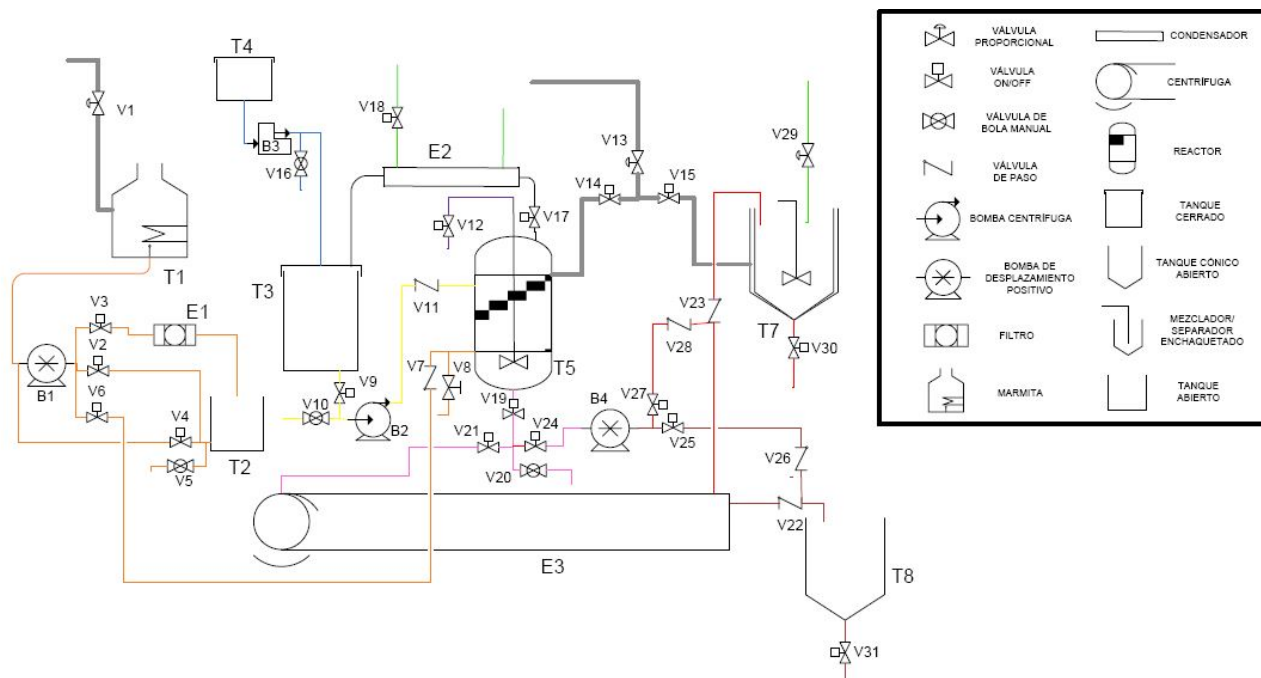 T4
V1
V18
B3
V16
E2
V13
V14
V15
V29
V12
V17
T1
T3
V11
V23
V3
E1
V2
V28
T7
V7
V8
T5
V30
V6
B1
V9
V10
B2
V19
B4
V27
V4
V21
V24
V25
V5
T2
V20
V26
V22
E3
T8
V31
VÁLVULA
PROPORCIONAL
CONDENSADOR
VÁLVULA
ON/OFF
CENTRÍFUGA
VÁLVULA DE
BOLA MANUAL
REACTOR
VÁLVULA
DE PASO
TANQUE
CERRADO
BOMBA CENTRÍFUGA
TANQUE CÓNICO
ABIERTO
BOMBA DE
DESPLAZAMIENTO
POSITIVO
MEZCLADOR/
SEPARADOR
ENCHAQUETADO
FILTRO
MARMITA
TANQUE
ABIERTO